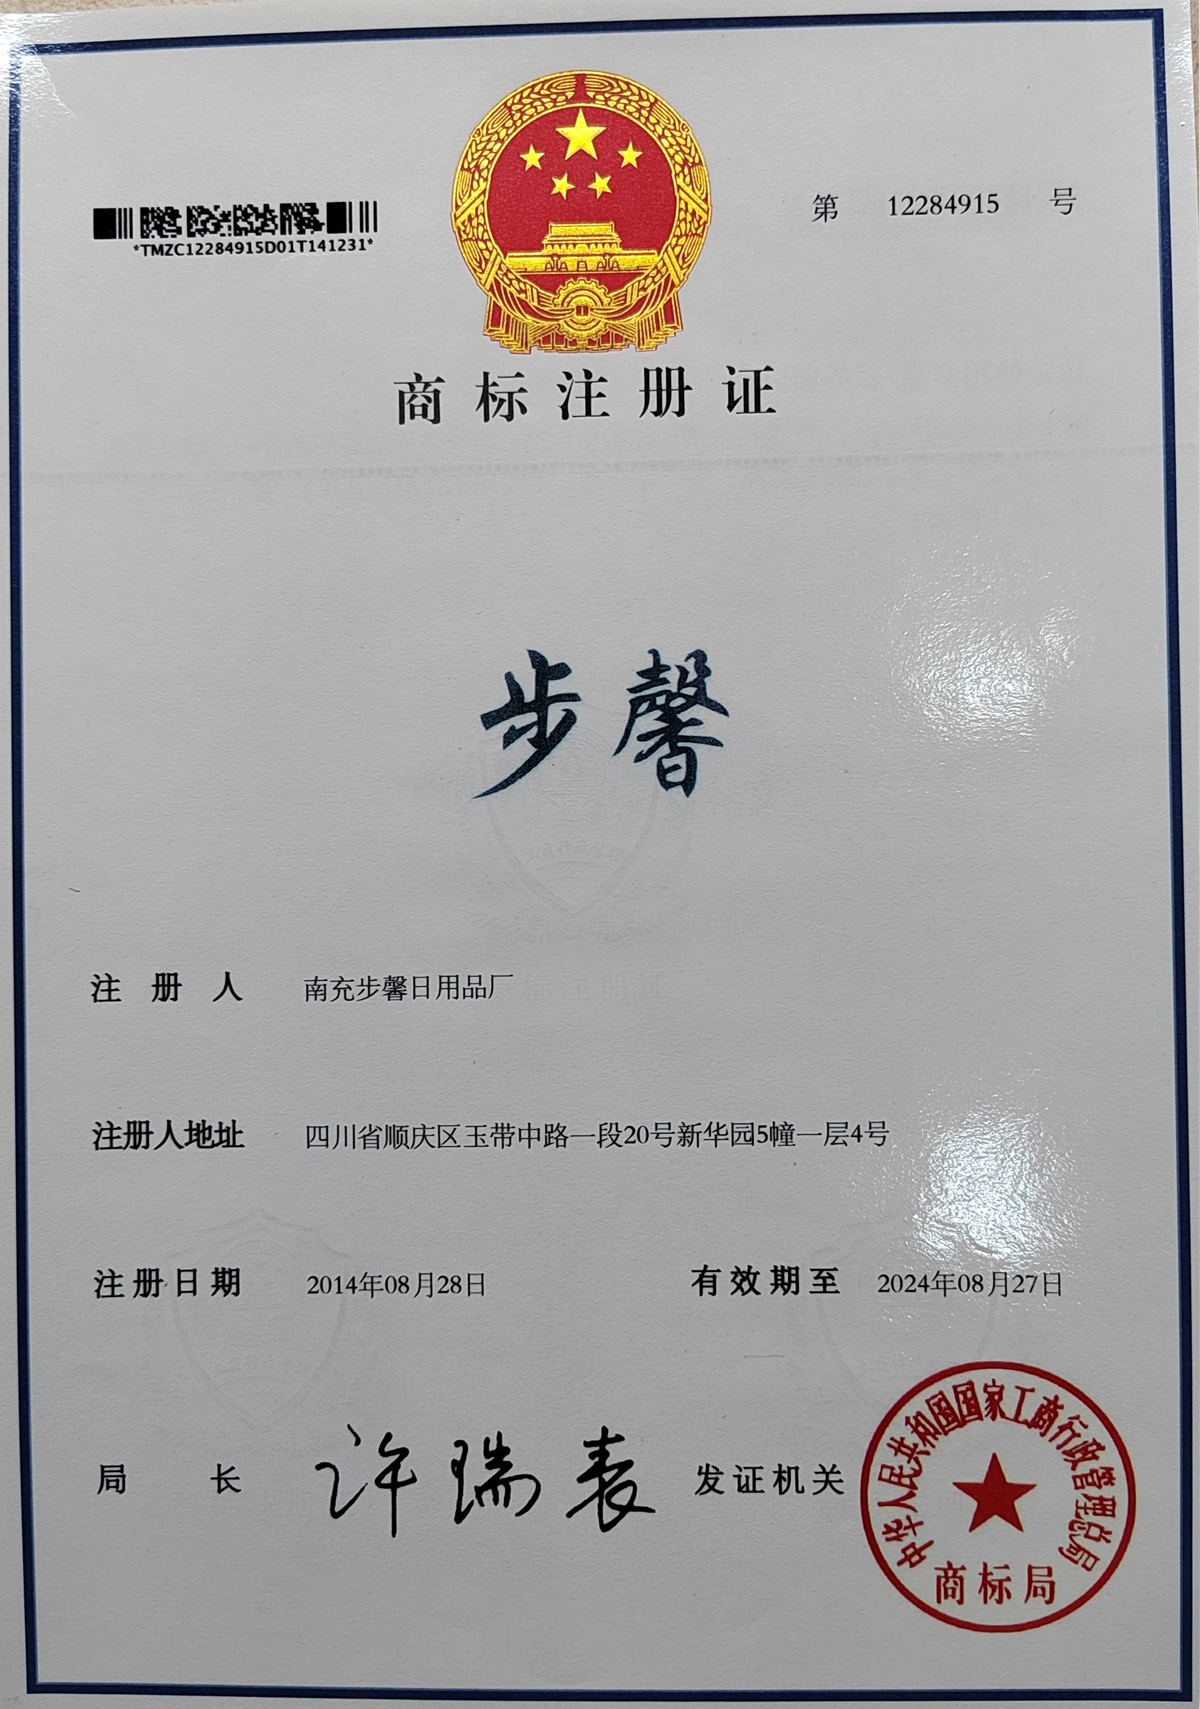 第 12284915 号
*TMZC12284915D01T141231*
商标注册证
步馨
注册人 南充步馨日用品厂
注册人地址 四川省顺庆区玉带中路一段20号新华园5幢一层4号
注册日期 2014年08月28日 有效期至 2024年08月27日
局长 许瑞表 发证机关
中华人民共和国国家工商行政管理总局
商标局